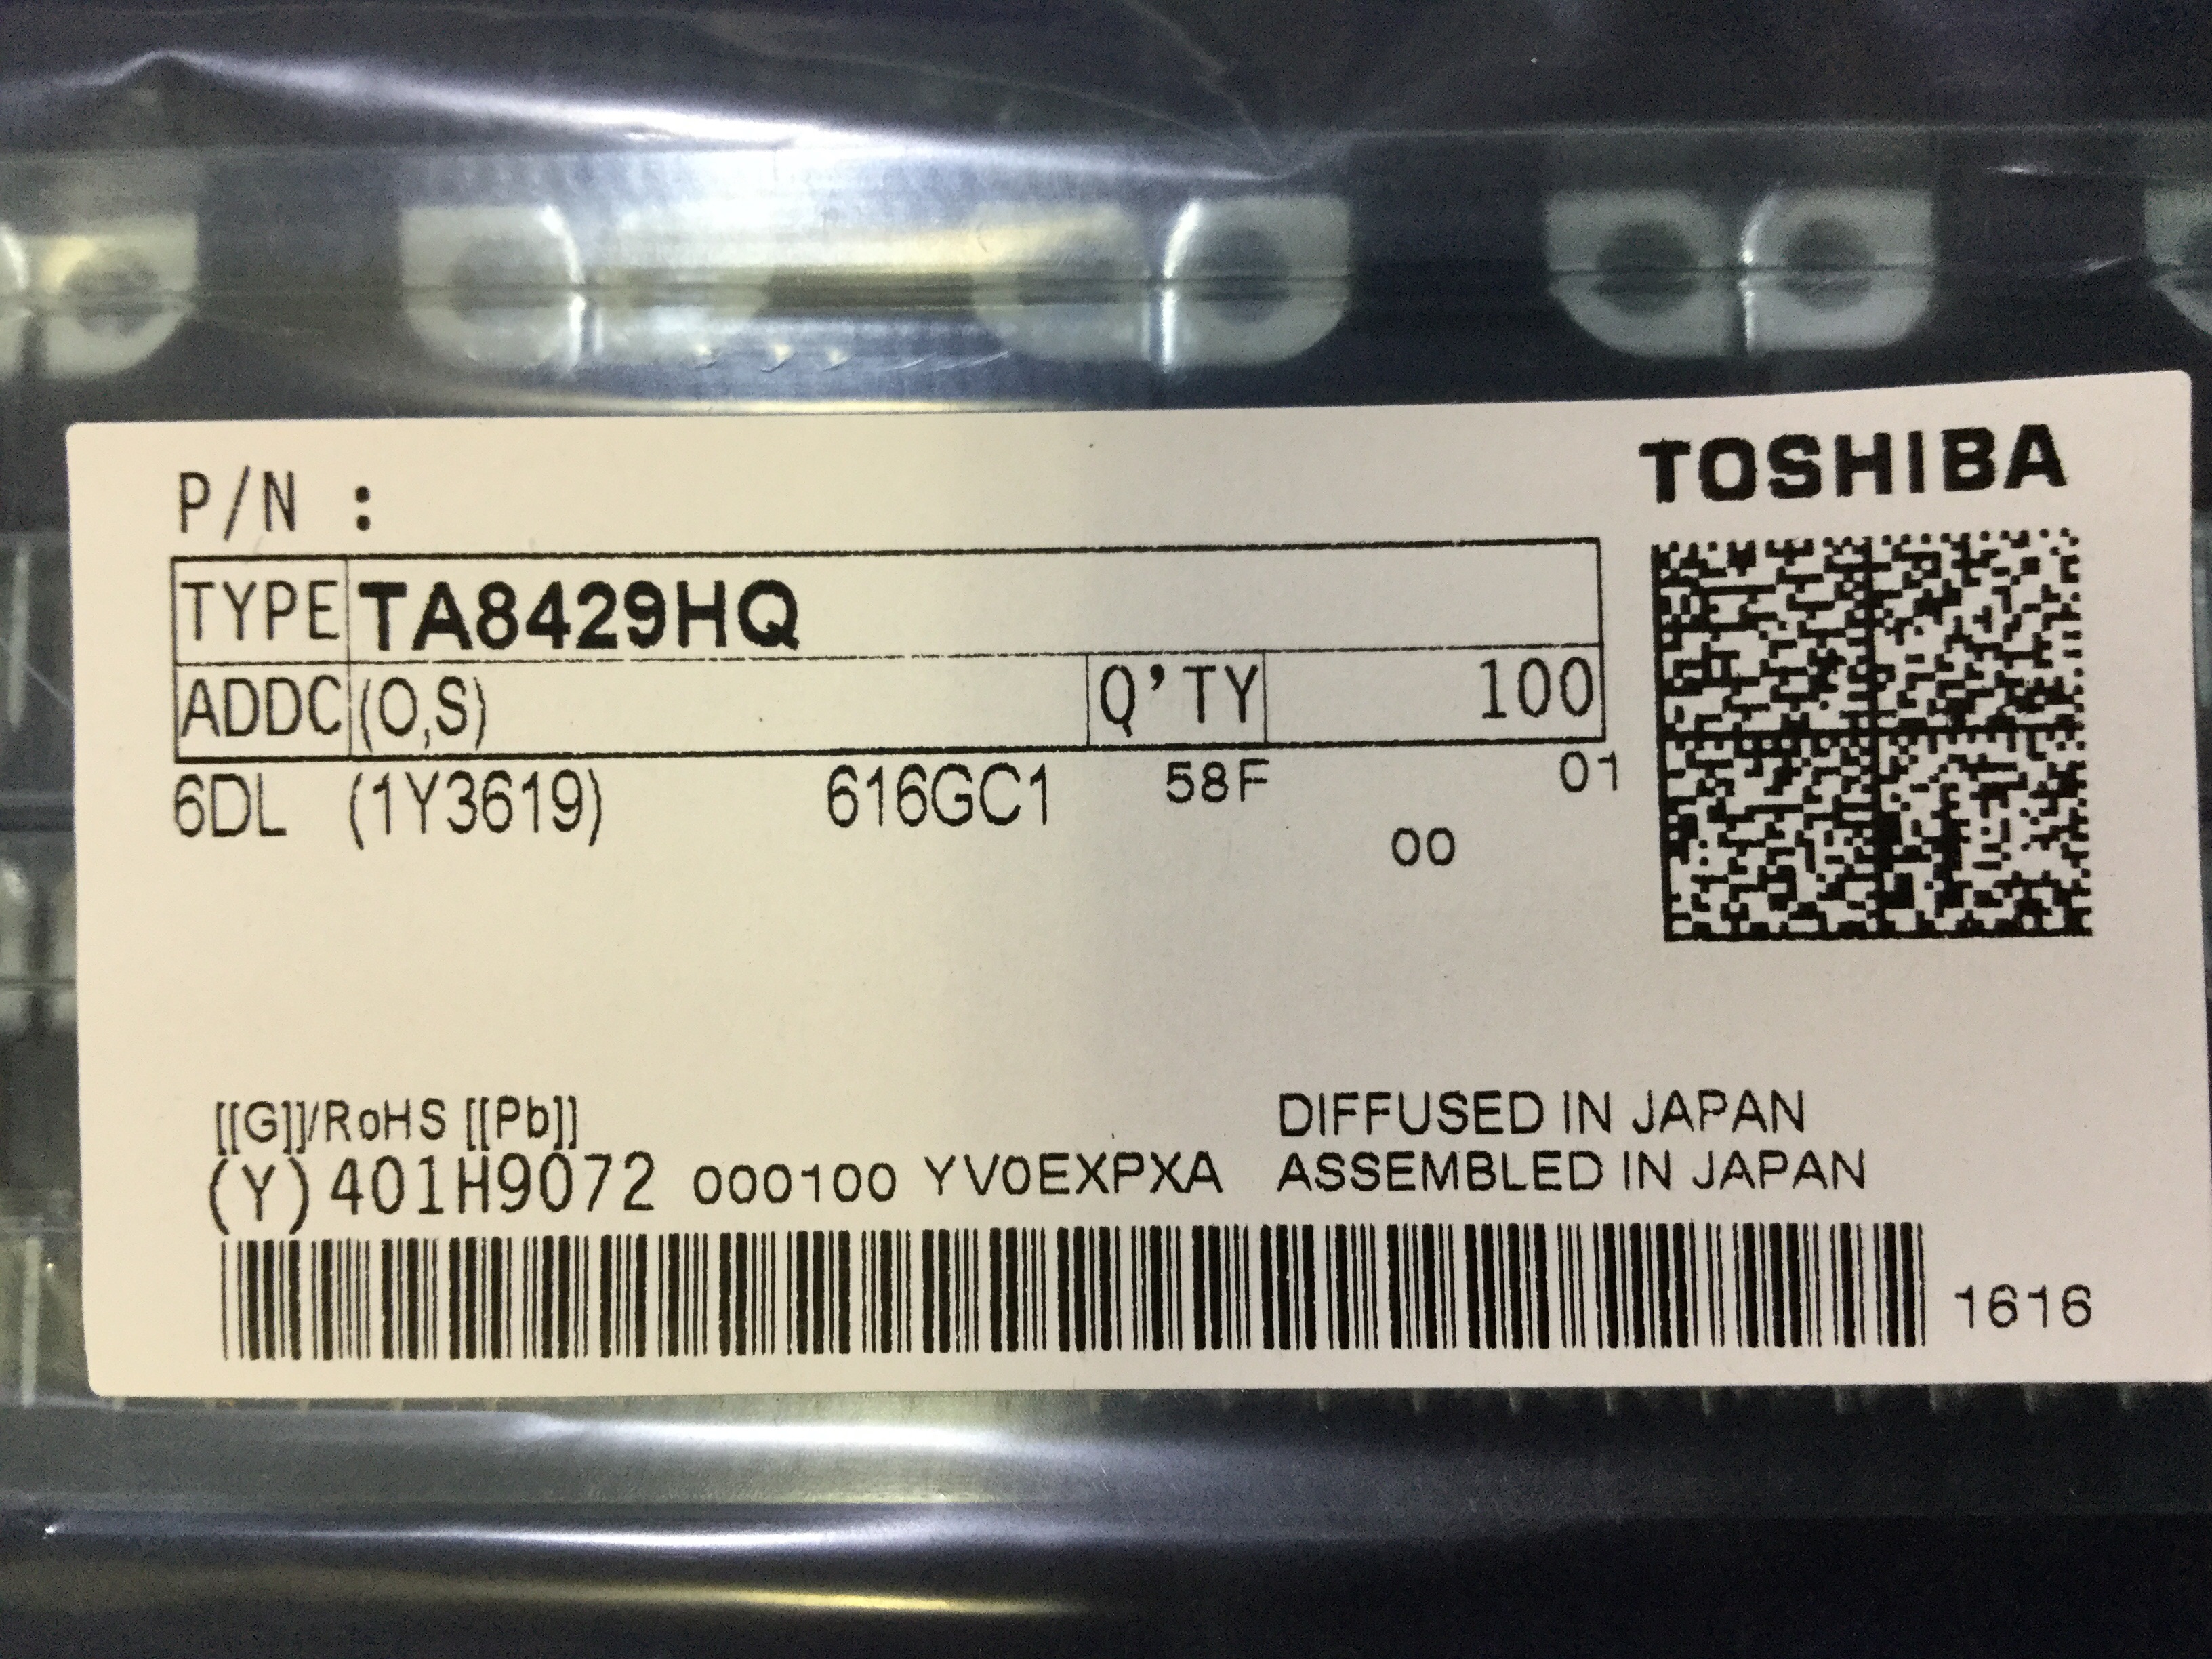 TOSHIBA
P/N :
TYPE TA8429HQ
ADDC (O,S) Q'TY 100
6DL (1Y3619) 616GC1 58F 01
00
[[G]]/RoHS [[Pb]] DIFFUSED IN JAPAN
(Y) 401H9072 000100 YV0EXPXA ASSEMBLED IN JAPAN
1616